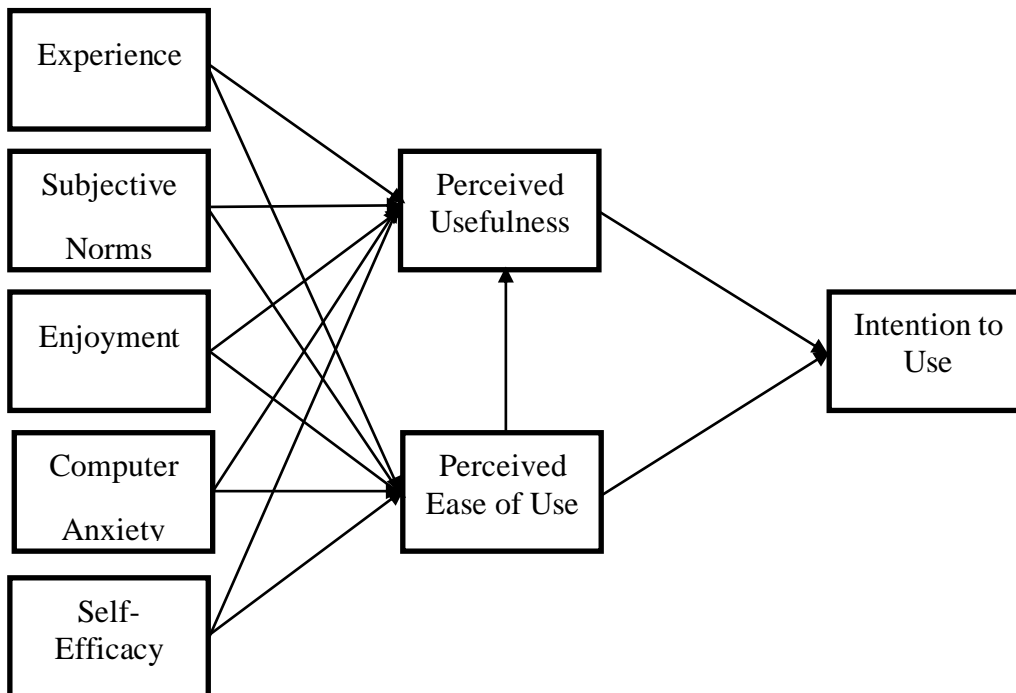 Experience
Subjective
Norms
Enjoyment
Computer
Anxiety
Self-
Efficacy
Perceived
Usefulness
Perceived
Ease of Use
Intention to
Use